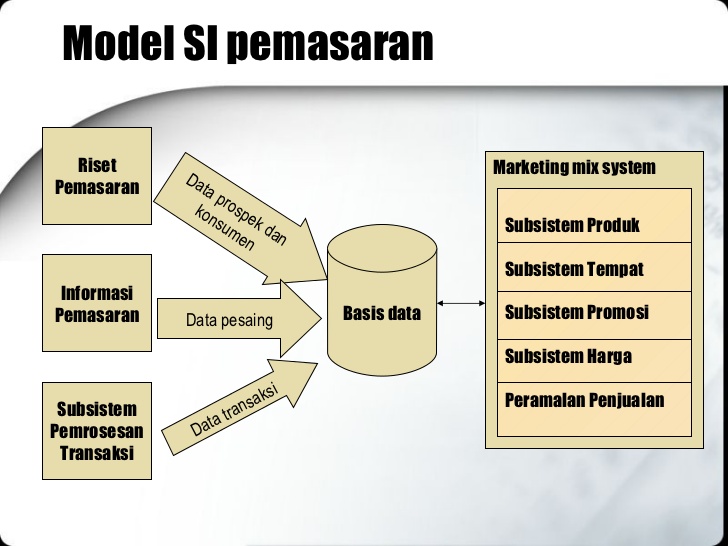 Model SI pemasaran
Riset
Pemasaran
Data prospek dan
konsumen
Informasi
Pemasaran
Data pesaing
Subsistem
Pemrosesan
Transaksi
Data transaksi
Basis data
Marketing mix system
Subsistem Produk
Subsistem Tempat
Subsistem Promosi
Subsistem Harga
Peramalan Penjualan